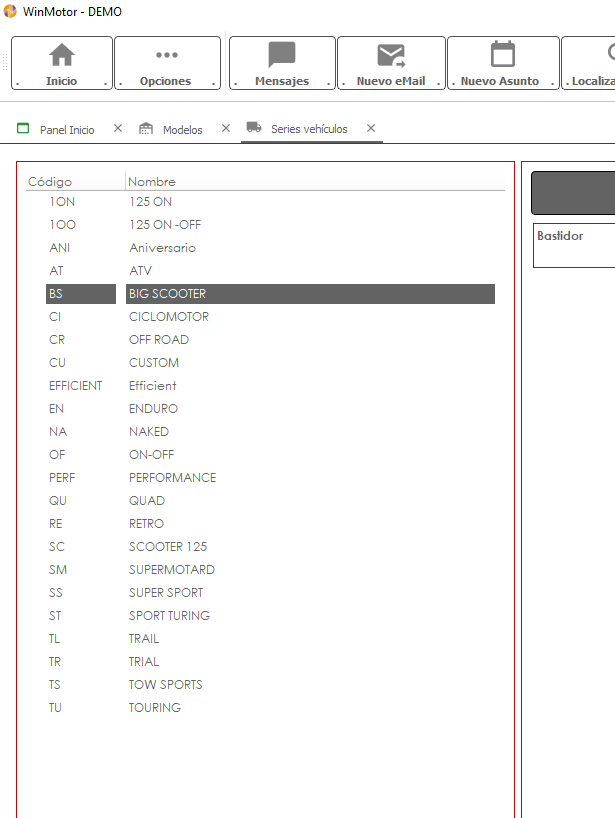 WinMotor - DEMO
Inicio
Opciones
Mensajes
Nuevo eMail
Nuevo Asunto
Localiza
Panel Inicio
Modelos
Series vehículos
Código Nombre
1ON 125 ON
1OO 125 ON -OFF
ANI Aniversario
AT ATV
BS BIG SCOOTER
CI CICLOMOTOR
CR OFF ROAD
CU CUSTOM
EFFICIENT Efficient
EN ENDURO
NA NAKED
OF ON-OFF
PERF PERFORMANCE
QU QUAD
RE RETRO
SC SCOOTER 125
SM SUPERMOTARD
SS SUPER SPORT
ST SPORT TURING
TL TRAIL
TR TRIAL
TS TOW SPORTS
TU TOURING
Bastidor